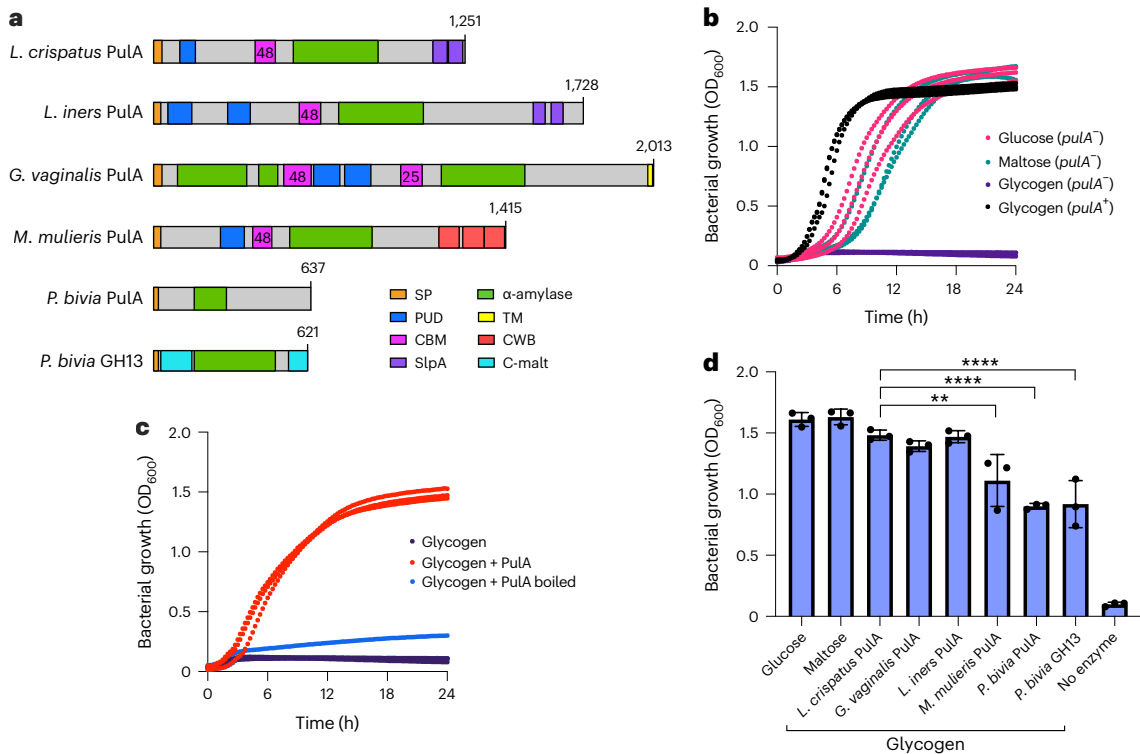 a
1,251
L. crispatus PulA
48
1,728
L. iners PulA
48
2,013
G. vaginalis PulA
48
25
1,415
M. mulieris PulA
48
637
P. bivia PulA
621
P. bivia GH13
SP
α-amylase
PUD
TM
CBM
CWB
SlpA
C-malt
b
2.0
1.5
1.0
0.5
0
Bacterial growth (OD600)
Glucose (pulA–)
Maltose (pulA–)
Glycogen (pulA–)
Glycogen (pulA+)
0 6 12 18 24
Time (h)
c
2.0
1.5
1.0
0.5
0
Bacterial growth (OD600)
Glycogen
Glycogen + PulA
Glycogen + PulA boiled
0 6 12 18 24
Time (h)
d
2.0
1.5
1.0
0.5
0
Bacterial growth (OD600)
****
****
**
Glucose
Maltose
L. crispatus PulA
G. vaginalis PulA
L. iners PulA
M. mulieris PulA
P. bivia PulA
P. bivia GH13
No enzyme
Glycogen